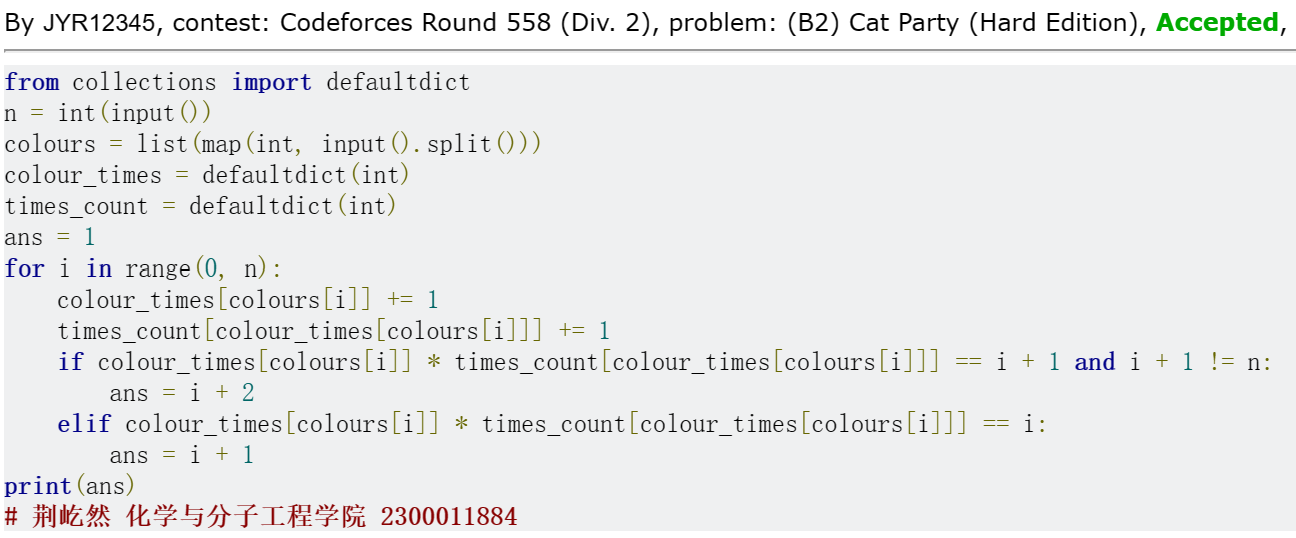 By JYR12345, contest: Codeforces Round 558 (Div. 2), problem: (B2) Cat Party (Hard Edition), Accepted,
from collections import defaultdict
n = int(input())
colours = list(map(int, input().split()))
colour_times = defaultdict(int)
times_count = defaultdict(int)
ans = 1
for i in range(0, n):
    colour_times[colours[i]] += 1
    times_count[colour_times[colours[i]]] += 1
    if colour_times[colours[i]] * times_count[colour_times[colours[i]]] == i + 1 and i + 1 != n:
        ans = i + 2
    elif colour_times[colours[i]] * times_count[colour_times[colours[i]]] == i:
        ans = i + 1
print(ans)
# 荆屹然 化学与分子工程学院 2300011884